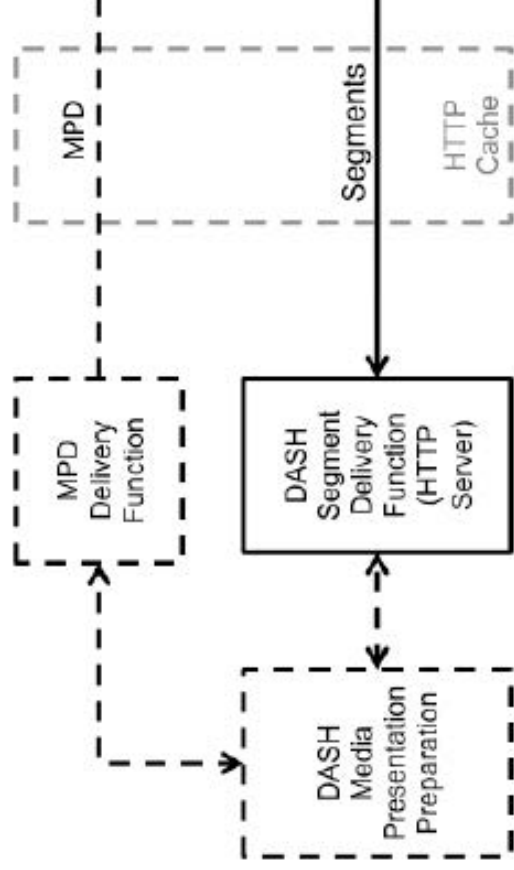 DASH
Media
Presentation
Preparation
DASH
Segment
Delivery
Function
(HTTP
Server)
MPD
Delivery
Function
HTTP
Cache
Segments
MPD